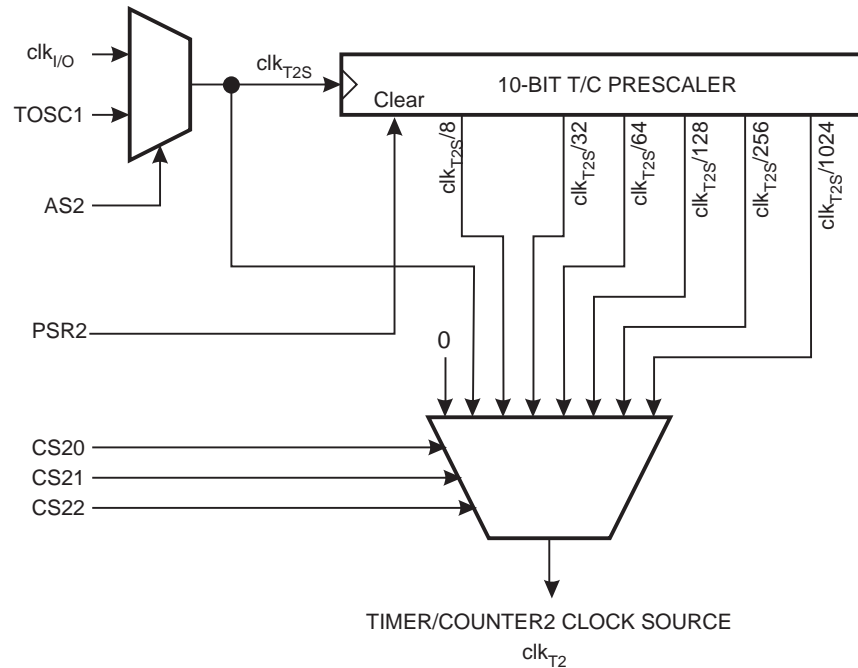 clkI/O
TOSC1
AS2
PSR2
clkT2S
10-BIT T/C PRESCALER
Clear
clkT2S/8
clkT2S/32
clkT2S/64
clkT2S/128
clkT2S/256
clkT2S/1024
0
CS20
CS21
CS22
TIMER/COUNTER2 CLOCK SOURCE
clkT2